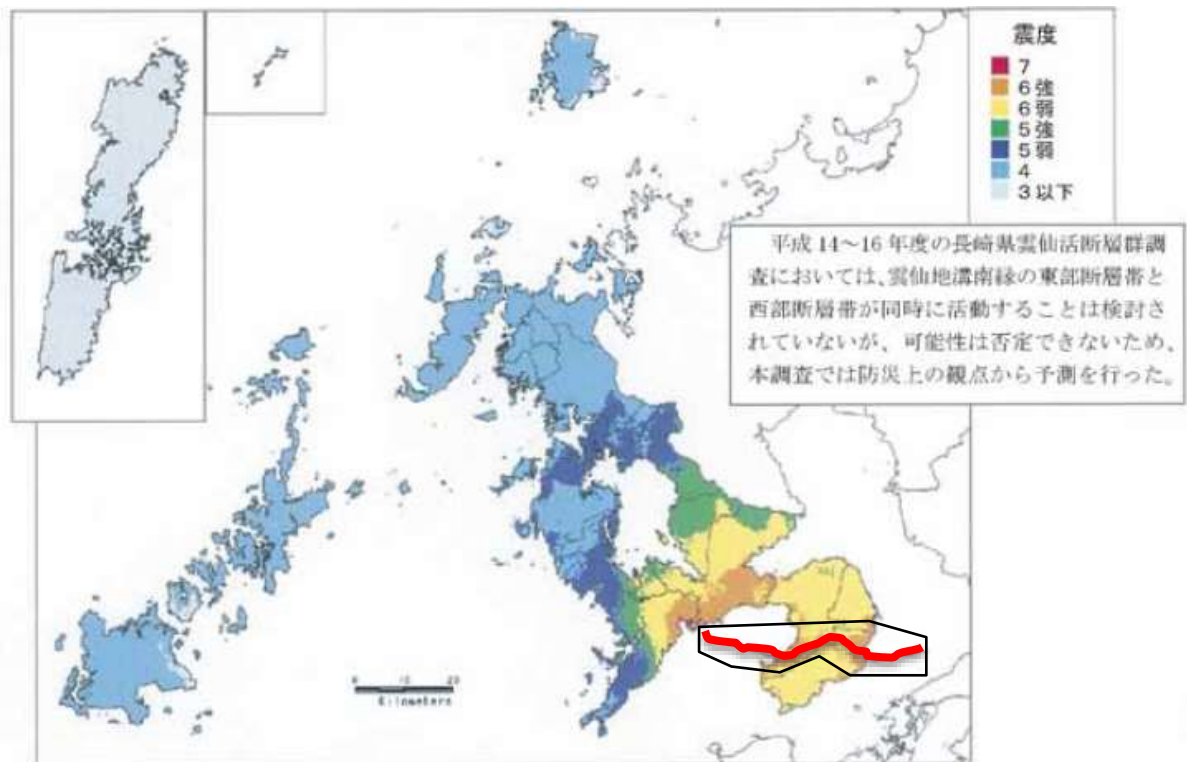 震度
7
6強
6弱
5強
5弱
4
3以下
平成14~16年度の長崎県雲仙活断層群調
査においては、雲仙地溝南縁の東部断層帯と
西部断層帯が同時に活動することは検討さ
れていないが、可能性は否定できないため、
本調査では防災上の観点から予測を行った。
0 10 20
Kilometers